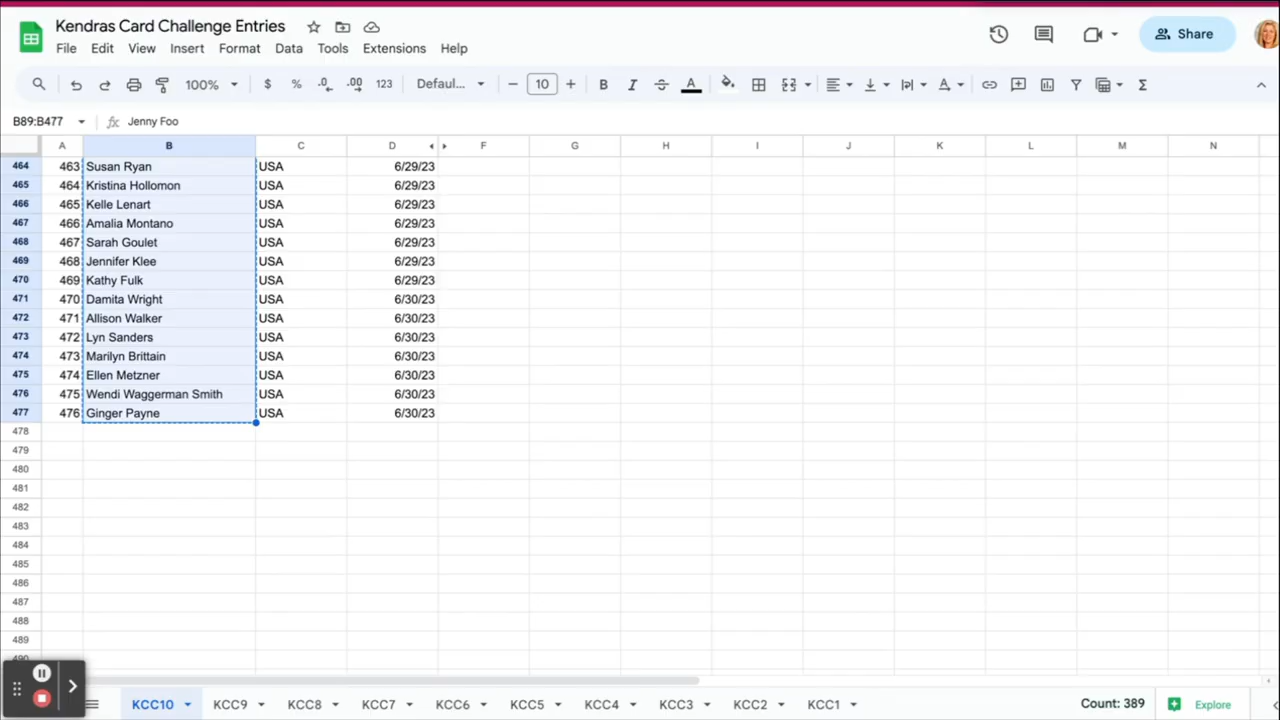 Kendras Card Challenge Entries
File Edit View Insert Format Data Tools Extensions Help
Share
100% $ % .0 .00 123 Defaul... − 10 + B I S A Σ
B89:B477 fx Jenny Foo
A B C D F G H I J K L M N
464 463 Susan Ryan USA 6/29/23
465 464 Kristina Hollomon USA 6/29/23
466 465 Kelle Lenart USA 6/29/23
467 466 Amalia Montano USA 6/29/23
468 467 Sarah Goulet USA 6/29/23
469 468 Jennifer Klee USA 6/29/23
470 469 Kathy Fulk USA 6/29/23
471 470 Damita Wright USA 6/30/23
472 471 Allison Walker USA 6/30/23
473 472 Lyn Sanders USA 6/30/23
474 473 Marilyn Brittain USA 6/30/23
475 474 Ellen Metzner USA 6/30/23
476 475 Wendi Waggerman Smith USA 6/30/23
477 476 Ginger Payne USA 6/30/23
478
479
480
481
482
483
484
485
486
487
488
489
490
KCC10 KCC9 KCC8 KCC7 KCC6 KCC5 KCC4 KCC3 KCC2 KCC1 Count: 389 Explore